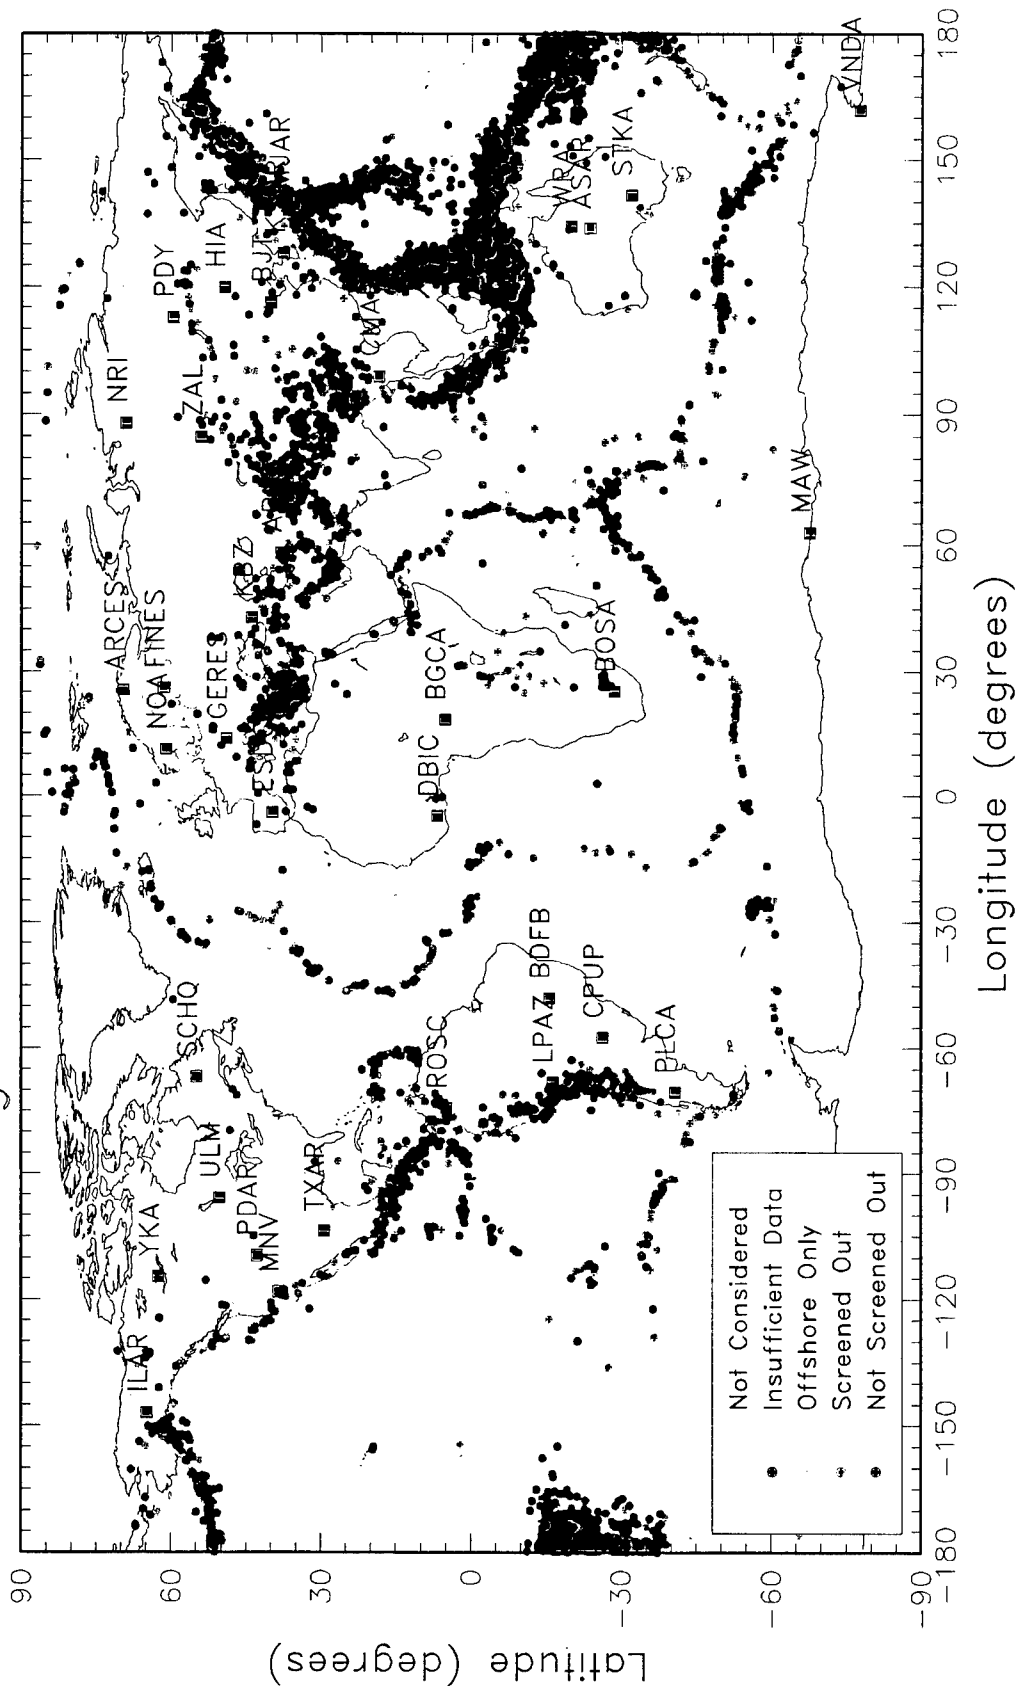 Latitude (degrees)
90
60
30
0
-30
-60
-90
-180
-150
-120
-90
-60
-30
0
30
60
90
120
150
180
Longitude (degrees)
Not Considered
Insufficient Data
Offshore Only
Screened Out
Not Screened Out
ILAR
YKA
ULM
PDAR
MNV
TXAR
SCHQ
ROSC
LPAZ
BDFB
CPUP
PLCA
ARCES
NOA
FINES
GERES
ESD
DBIC
BGCA
BOSA
KBZ
MAW
NRI
ZAL
PDY
HIA
CMA
WRA
ASAR
STKA
VNDA